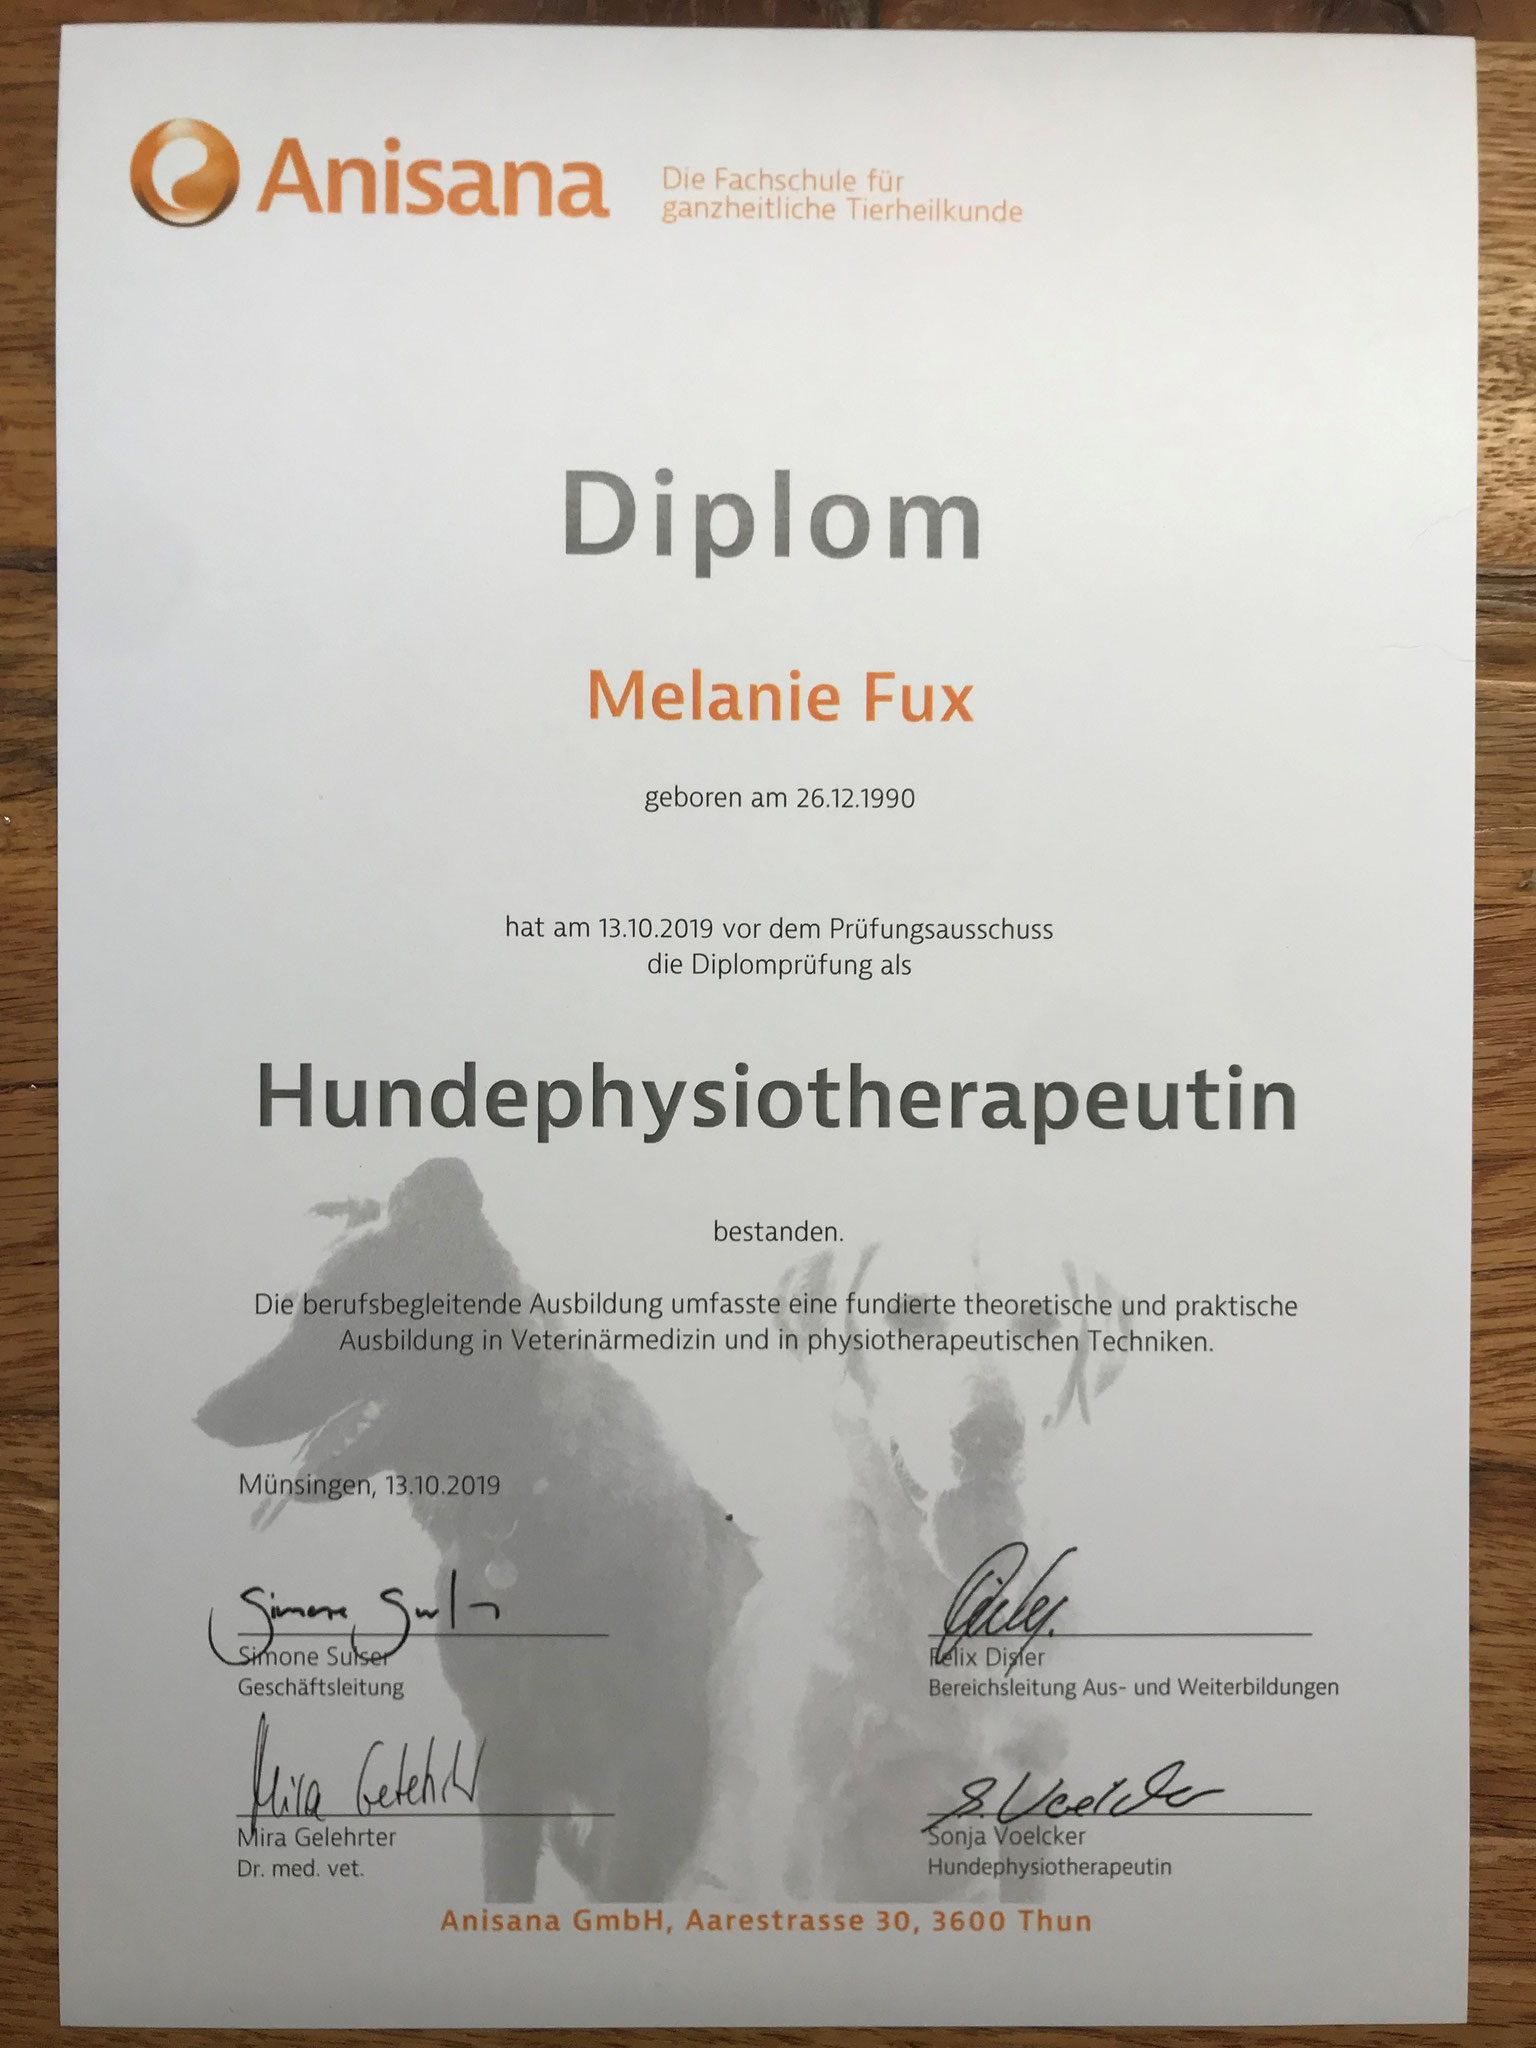 Anisana
Die Fachschule für
ganzheitliche Tierheilkunde
Diplom
Melanie Fux
geboren am 26.12.1990
hat am 13.10.2019 vor dem Prüfungsausschuss
die Diplomprüfung als
Hundephysiotherapeutin
bestanden.
Die berufsbegleitende Ausbildung umfasste eine fundierte theoretische und praktische
Ausbildung in Veterinärmedizin und in physiotherapeutischen Techniken.
Münsingen, 13.10.2019
Simone Sulser
Geschäftsleitung
Felix Disler
Bereichsleitung Aus- und Weiterbildungen
Mira Gelehrter
Dr. med. vet.
S. Voelcker
Sonja Voelcker
Hundephysiotherapeutin
Anisana GmbH, Aarestrasse 30, 3600 Thun